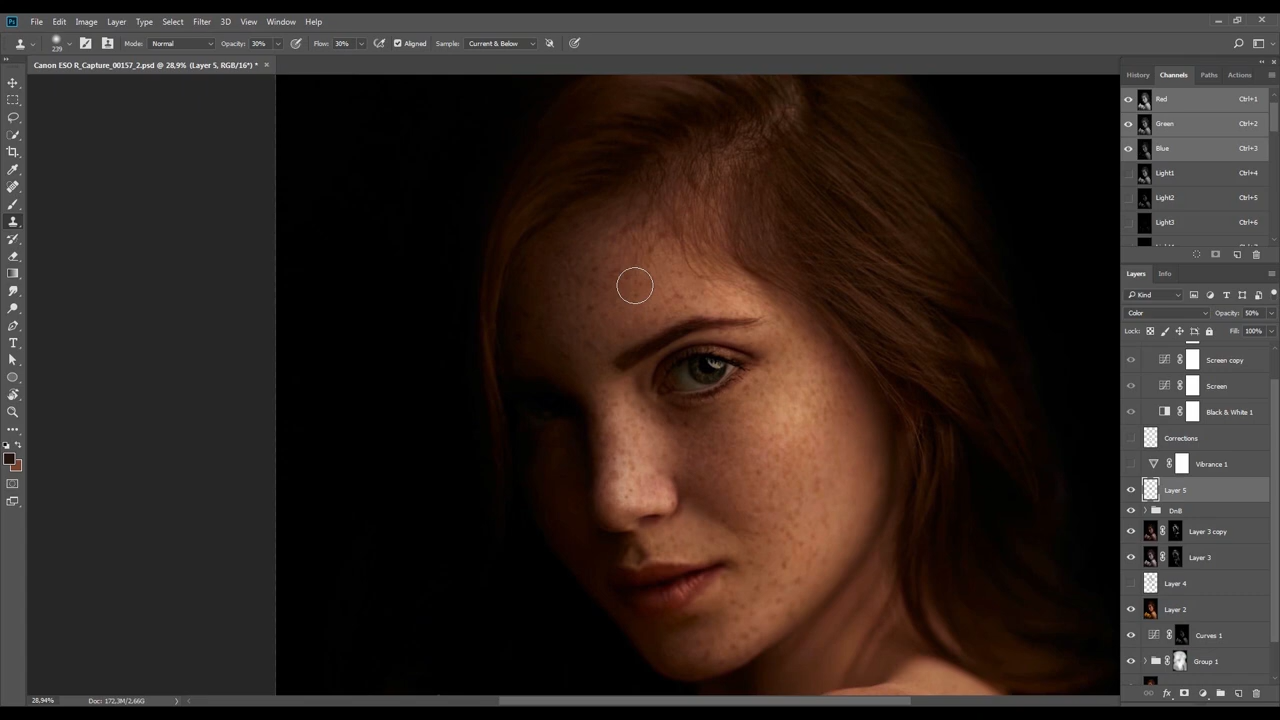 Ps File Edit Image Layer Type Select Filter 3D View Window Help
239 Mode: Normal Opacity: 30% Flow: 30% Aligned Sample: Current & Below
Canon ESO R_Capture_00157_2.psd @ 28,9% (Layer 5, RGB/16*) *
History Channels Paths Actions
Red Ctrl+1
Green Ctrl+2
Blue Ctrl+3
Light1 Ctrl+4
Light2 Ctrl+5
Light3 Ctrl+6
Layers Info
Kind
Color Opacity: 50%
Lock: Fill: 100%
Screen copy
Screen
Black & White 1
Corrections
Vibrance 1
Layer 5
DnB
Layer 3 copy
Layer 3
Layer 4
Layer 2
Curves 1
Group 1
28,94% Doc: 172,3M/2,66G
fx